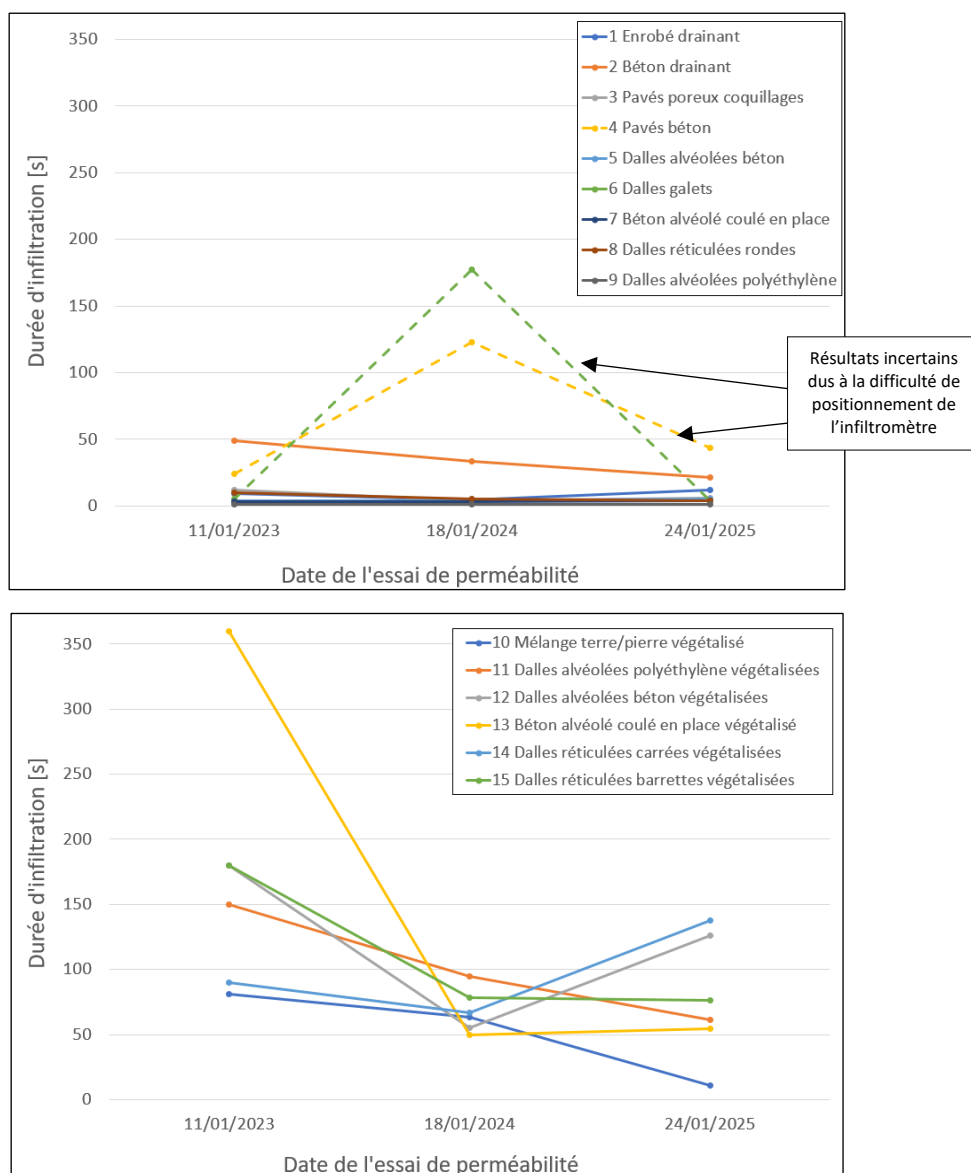 350
300
250
200
150
100
50
0
Durée d'infiltration [s]
1 Enrobé drainant
2 Béton drainant
3 Pavés poreux coquillages
4 Pavés béton
5 Dalles alvéolées béton
6 Dalles galets
7 Béton alvéolé coulé en place
8 Dalles réticulées rondes
9 Dalles alvéolées polyéthylène
Résultats incertains
dus à la difficulté de
positionnement de
l’infiltromètre
11/01/2023 18/01/2024 24/01/2025
Date de l'essai de perméabilité
350
300
250
200
150
100
50
0
Durée d'infiltration [s]
10 Mélange terre/pierre végétalisé
11 Dalles alvéolées polyéthylène végétalisées
12 Dalles alvéolées béton végétalisées
13 Béton alvéolé coulé en place végétalisé
14 Dalles réticulées carrées végétalisées
15 Dalles réticulées barrettes végétalisées
11/01/2023 18/01/2024 24/01/2025
Date de l'essai de perméabilité